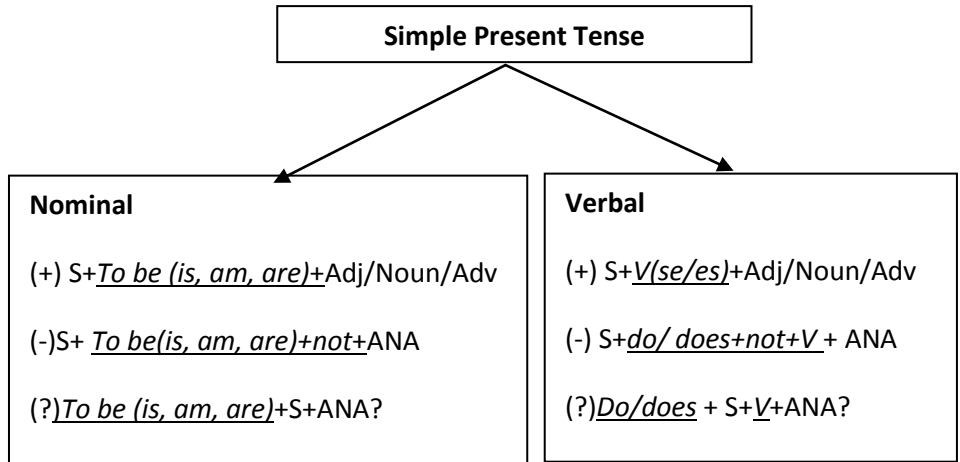 Simple Present Tense
Nominal
(+) S+To be (is, am, are)+Adj/Noun/Adv
(-)S+ To be(is, am, are)+not+ANA
(?)To be (is, am, are)+S+ANA?
Verbal
(+) S+V(se/es)+Adj/Noun/Adv
(-) S+do/ does+not+V + ANA
(?)Do/does + S+V+ANA?